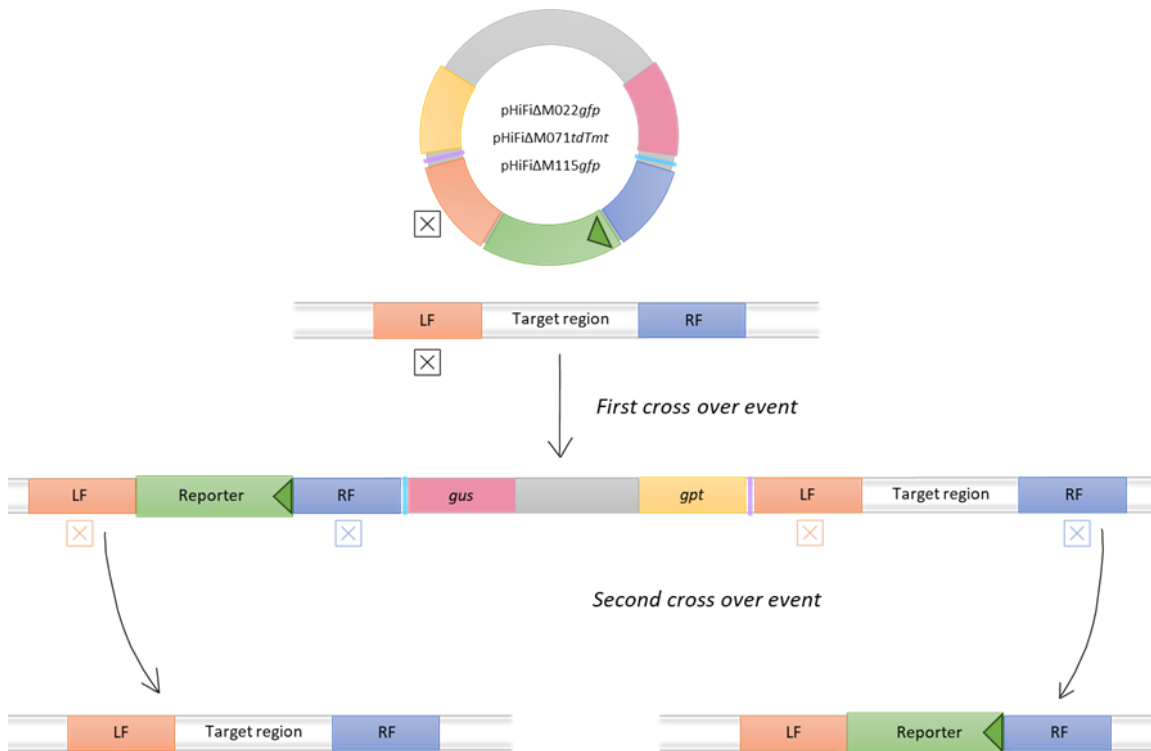 pHiFiΔM022gfp
pHiFiΔM071tdTmt
pHiFiΔM115gfp
LF Target region RF
First cross over event
LF Reporter RF gus gpt LF Target region RF
Second cross over event
LF Target region RF LF Reporter RF